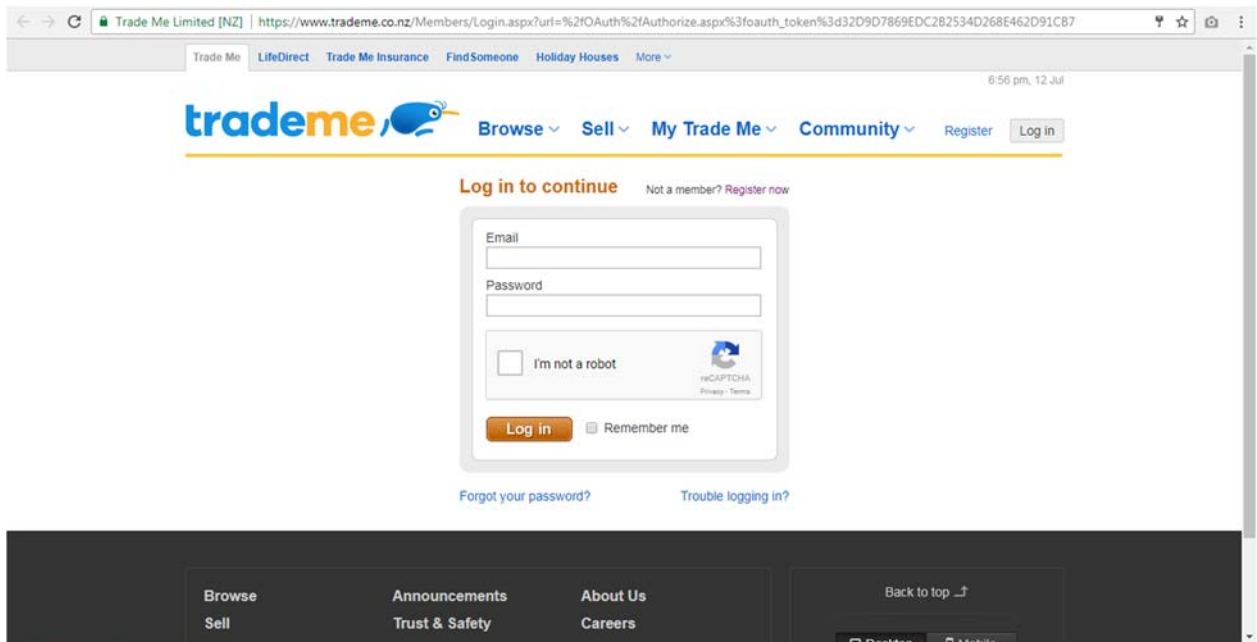 Trade Me Limited [NZ] | https://www.trademe.co.nz/Members/Login.aspx?url=%2fOAuth%2fAuthorize.aspx%3foauth_token%3d32D9D7869EDC2B2534D268E462D91CB7
Trade Me LifeDirect Trade Me Insurance FindSomeone Holiday Houses More
6:56 pm, 12 Jul
trademe Browse Sell My Trade Me Community Register Log in
Log in to continue Not a member? Register now
Email
Password
I'm not a robot
reCAPTCHA
Privacy - Terms
Log in Remember me
Forgot your password? Trouble logging in?
Browse Announcements About Us Back to top
Sell Trust & Safety Careers
Desktop Mobile